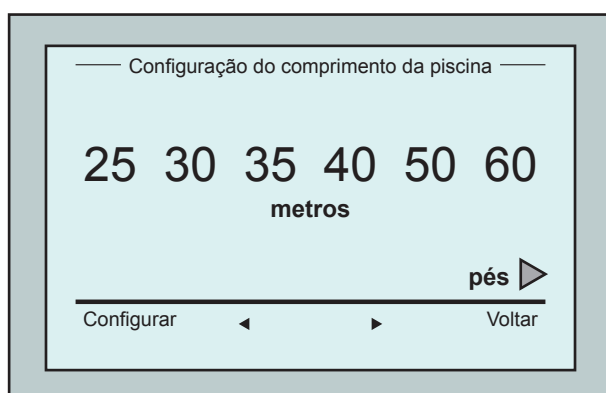 Configuração do comprimento da piscina
25 30 35 40 50 60
metros
pés
Configurar Voltar